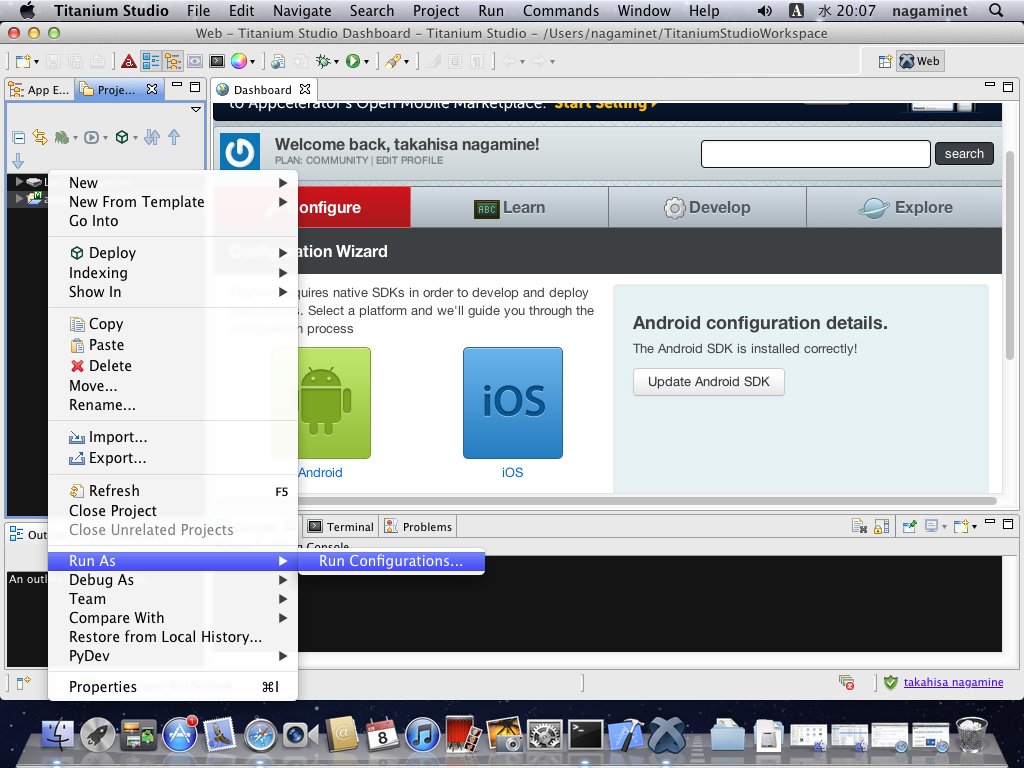 Titanium Studio File Edit Navigate Search Project Run Commands Window Help A 水 20:07 nagaminet
Web – Titanium Studio Dashboard – Titanium Studio – /Users/nagaminet/TitaniumStudioWorkspace
Web
App E... Proje... Dashboard
to Appcelerator's Open Mobile Marketplace. Start Selling
Welcome back, takahisa nagamine!
PLAN: COMMUNITY | EDIT PROFILE
search
onfigure ABC Learn Develop Explore
Configuration Wizard
quires native SDKs in order to develop and deploy
. Select a platform and we'll guide you through the
configuration process
Android configuration details.
The Android SDK is installed correctly!
Update Android SDK
iOS
Android iOS
New
New From Template
Go Into
Deploy
Indexing
Show In
Copy
Paste
Delete
Move...
Rename...
Import...
Export...
Refresh F5
Close Project
Close Unrelated Projects
Run As
Run Configurations...
Debug As
Team
Compare With
Restore from Local History...
PyDev
Properties ⌘I
Out
An outl
Terminal Problems
Console
takahisa nagamine
1
8